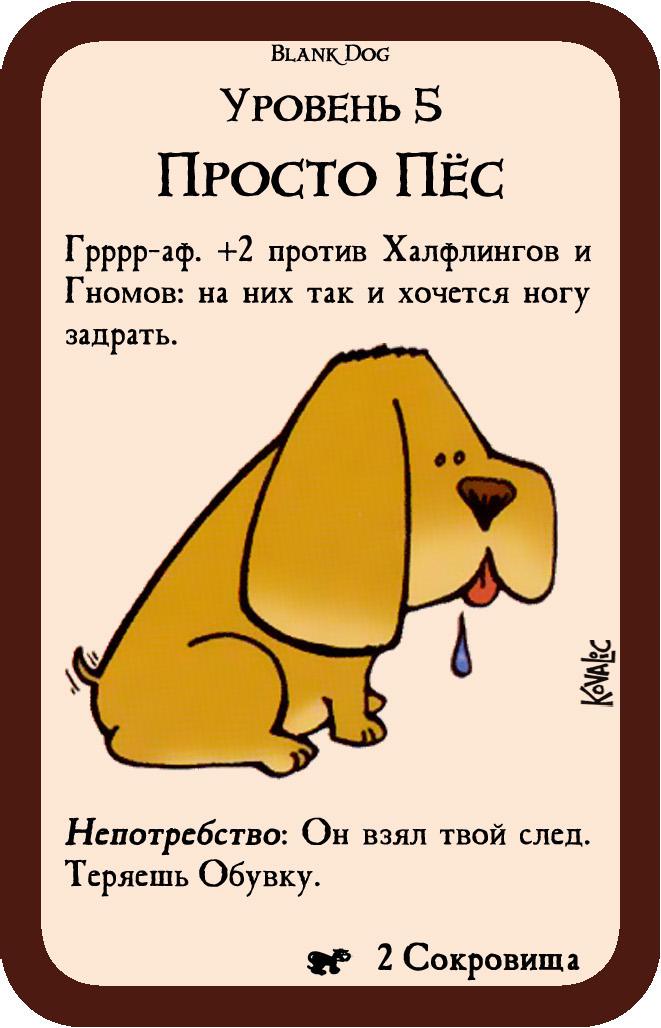 BLANK DOG
УРОВЕНЬ 5
ПРОСТО ПЁС
Грррр-аф. +2 против Халфлингов и
Гномов: на них так и хочется ногу
задрать.
KOVALIC
Непотребство: Он взял твой след.
Теряешь Обувку.
2 Сокровища